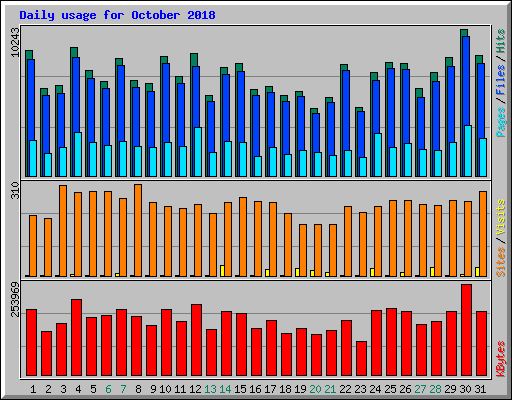 Daily usage for October 2018
10243
Pages / Files / Hits
310
Sites / Visits
253969
KBytes
1 2 3 4 5 6 7 8 9 10 11 12 13 14 15 16 17 18 19 20 21 22 23 24 25 26 27 28 29 30 31